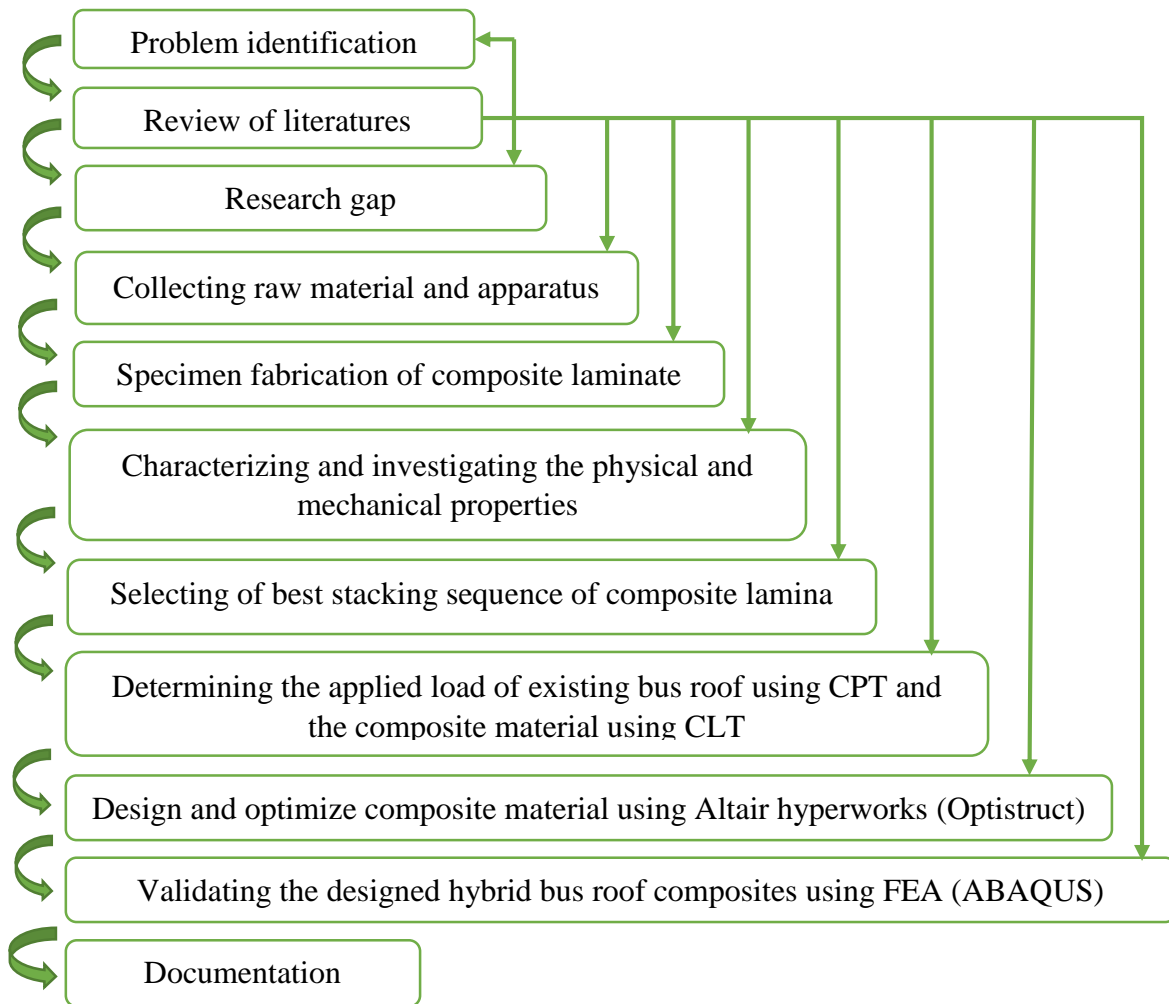 Problem identification
Review of literatures
Research gap
Collecting raw material and apparatus
Specimen fabrication of composite laminate
Characterizing and investigating the physical and
mechanical properties
Selecting of best stacking sequence of composite lamina
Determining the applied load of existing bus roof using CPT and
the composite material using CLT
Design and optimize composite material using Altair hyperworks (Optistruct)
Validating the designed hybrid bus roof composites using FEA (ABAQUS)
Documentation